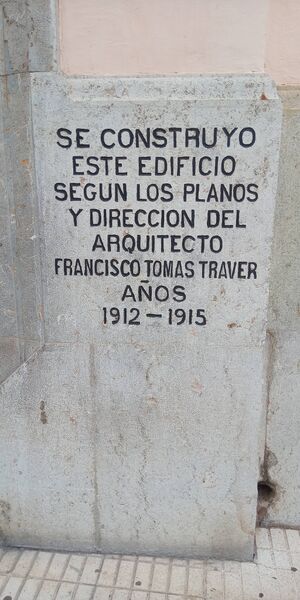 SE CONSTRUYO
ESTE EDIFICIO
SEGUN LOS PLANOS
Y DIRECCION DEL
ARQUITECTO
FRANCISCO TOMAS TRAVER
AÑOS
1912 – 1915